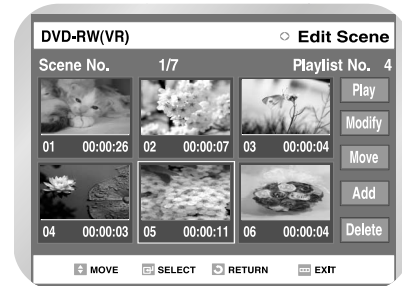 DVD-RW(VR) Edit Scene
Scene No. 1/7 Playlist No. 4
Play
Modify
Move
Add
Delete
01 00:00:26 02 00:00:07 03 00:00:04
04 00:00:03 05 00:00:11 06 00:00:04
MOVE SELECT RETURN EXIT